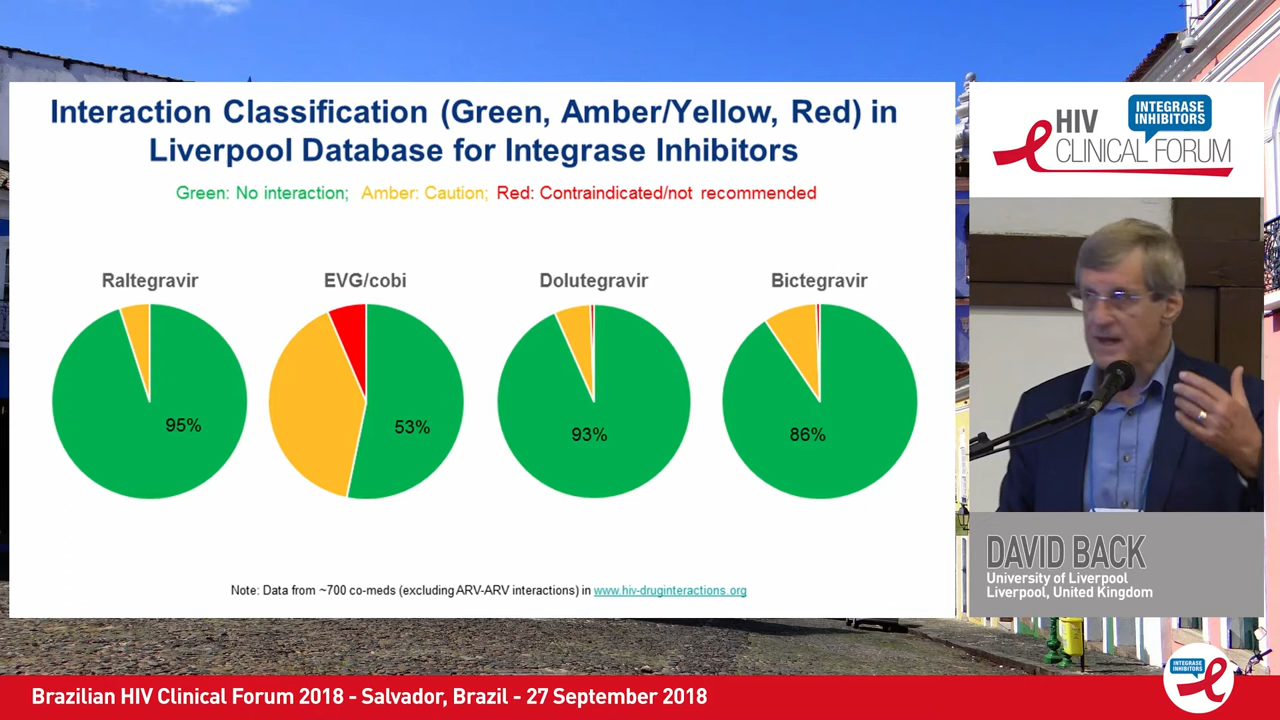 Interaction Classification (Green, Amber/Yellow, Red) in
Liverpool Database for Integrase Inhibitors
Green: No interaction; Amber: Caution; Red: Contraindicated/not recommended
Raltegravir
EVG/cobi
Dolutegravir
Bictegravir
95%
53%
93%
86%
Note: Data from ~700 co-meds (excluding ARV-ARV interactions) in www.hiv-druginteractions.org
INTEGRASE
INHIBITORS
HIV
CLINICAL FORUM
DAVID BACK
University of Liverpool
Liverpool, United Kingdom
INTEGRASE
INHIBITORS
Brazilian HIV Clinical Forum 2018 - Salvador, Brazil - 27 September 2018